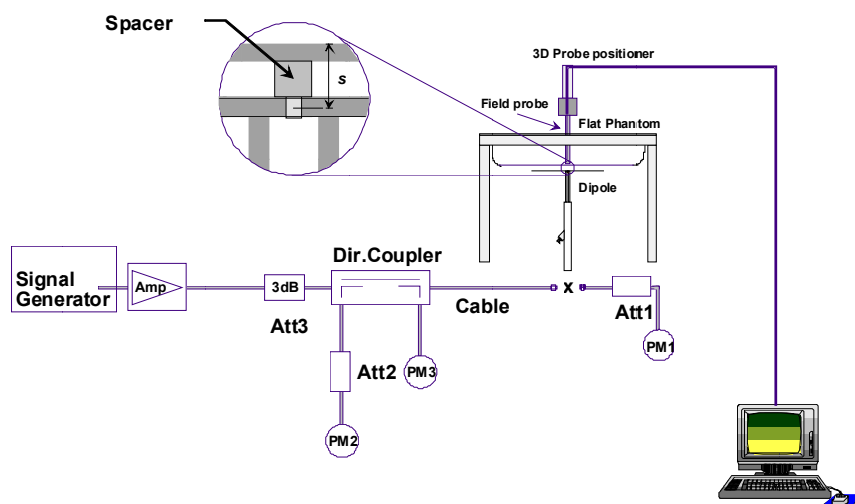 Spacer
s
3D Probe positioner
Field probe
Flat Phantom
Dipole
Dir.Coupler
Signal
Generator
Amp
3dB
Att3
Cable
x
Att1
PM1
Att2
PM3
PM2